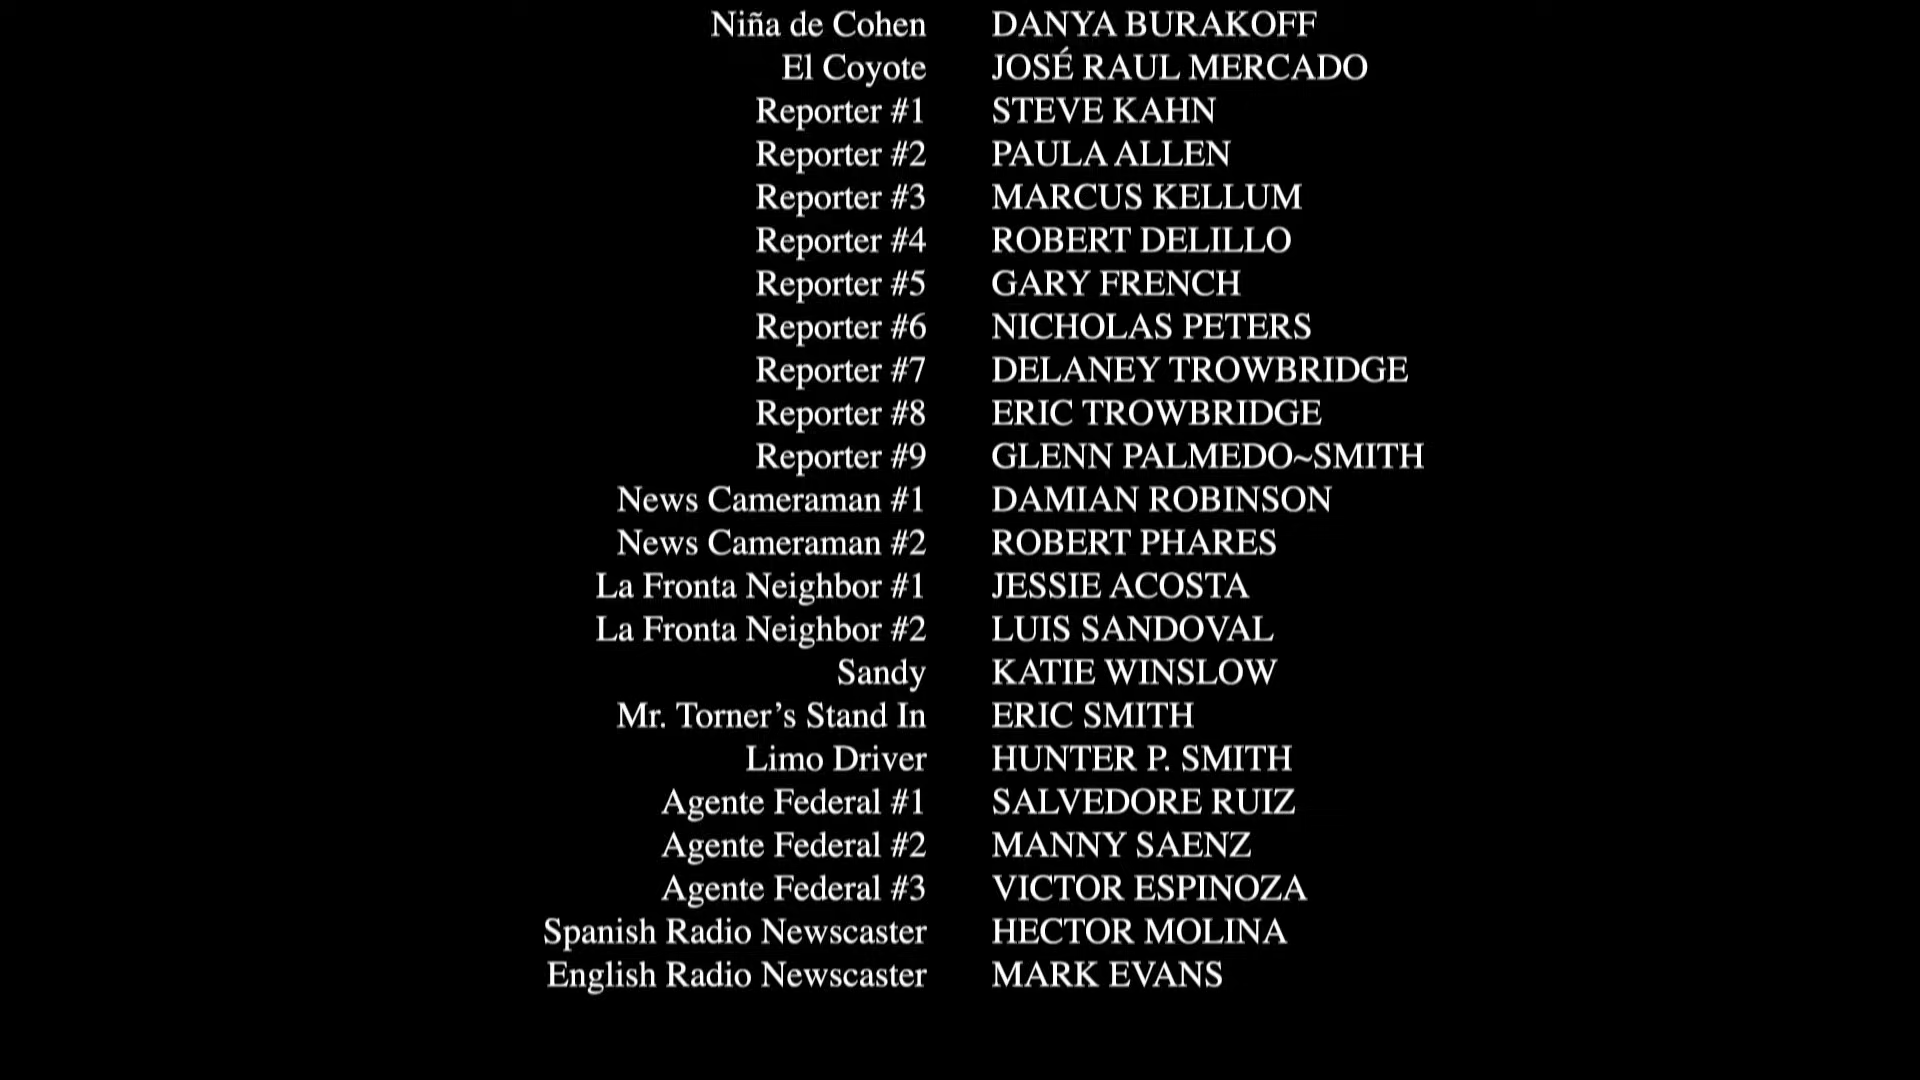 Niña de Cohen DANYA BURAKOFF
El Coyote JOSÉ RAUL MERCADO
Reporter #1 STEVE KAHN
Reporter #2 PAULA ALLEN
Reporter #3 MARCUS KELLUM
Reporter #4 ROBERT DELILLO
Reporter #5 GARY FRENCH
Reporter #6 NICHOLAS PETERS
Reporter #7 DELANEY TROWBRIDGE
Reporter #8 ERIC TROWBRIDGE
Reporter #9 GLENN PALMEDO~SMITH
News Cameraman #1 DAMIAN ROBINSON
News Cameraman #2 ROBERT PHARES
La Fronta Neighbor #1 JESSIE ACOSTA
La Fronta Neighbor #2 LUIS SANDOVAL
Sandy KATIE WINSLOW
Mr. Torner’s Stand In ERIC SMITH
Limo Driver HUNTER P. SMITH
Agente Federal #1 SALVEDORE RUIZ
Agente Federal #2 MANNY SAENZ
Agente Federal #3 VICTOR ESPINOZA
Spanish Radio Newscaster HECTOR MOLINA
English Radio Newscaster MARK EVANS